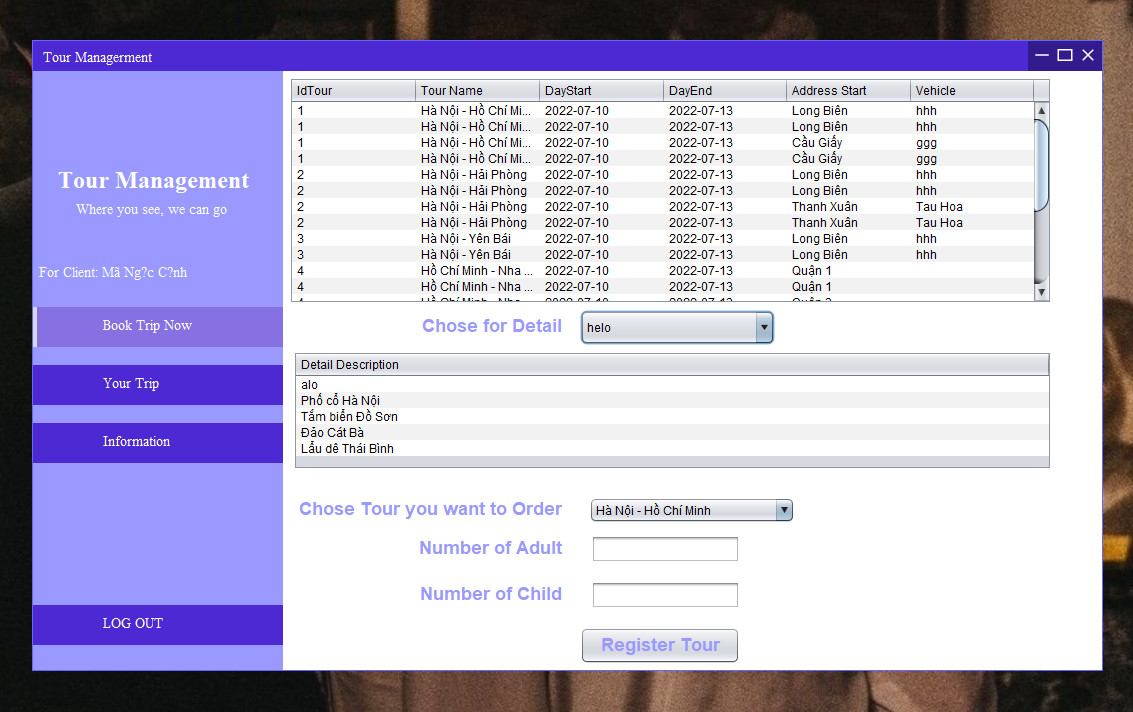 Tour Managerment
Tour Management
Where you see, we can go
For Client: Mã Ng?c C?nh
Book Trip Now
Your Trip
Information
LOG OUT
IdTour Tour Name DayStart DayEnd Address Start Vehicle
1 Hà Nội - Hồ Chí Mi... 2022-07-10 2022-07-13 Long Biên hhh
1 Hà Nội - Hồ Chí Mi... 2022-07-10 2022-07-13 Long Biên hhh
1 Hà Nội - Hồ Chí Mi... 2022-07-10 2022-07-13 Cầu Giấy ggg
1 Hà Nội - Hồ Chí Mi... 2022-07-10 2022-07-13 Cầu Giấy ggg
2 Hà Nội - Hải Phòng 2022-07-10 2022-07-13 Long Biên hhh
2 Hà Nội - Hải Phòng 2022-07-10 2022-07-13 Long Biên hhh
2 Hà Nội - Hải Phòng 2022-07-10 2022-07-13 Thanh Xuân Tau Hoa
2 Hà Nội - Hải Phòng 2022-07-10 2022-07-13 Thanh Xuân Tau Hoa
3 Hà Nội - Yên Bái 2022-07-10 2022-07-13 Long Biên hhh
3 Hà Nội - Yên Bái 2022-07-10 2022-07-13 Long Biên hhh
4 Hồ Chí Minh - Nha ... 2022-07-10 2022-07-13 Quận 1
4 Hồ Chí Minh - Nha ... 2022-07-10 2022-07-13 Quận 1
Chose for Detail helo
Detail Description
alo
Phố cổ Hà Nội
Tắm biển Đồ Sơn
Đảo Cát Bà
Lẩu dê Thái Bình
Chose Tour you want to Order Hà Nội - Hồ Chí Minh
Number of Adult
Number of Child
Register Tour